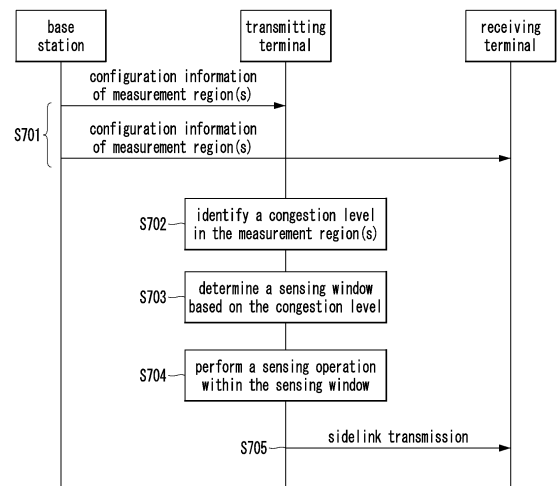 base
station
transmitting
terminal
receiving
terminal
configuration information
of measurement region(s)
S701
configuration information
of measurement region(s)
S702
identify a congestion level
in the measurement region(s)
S703
determine a sensing window
based on the congestion level
S704
perform a sensing operation
within the sensing window
S705
sidelink transmission